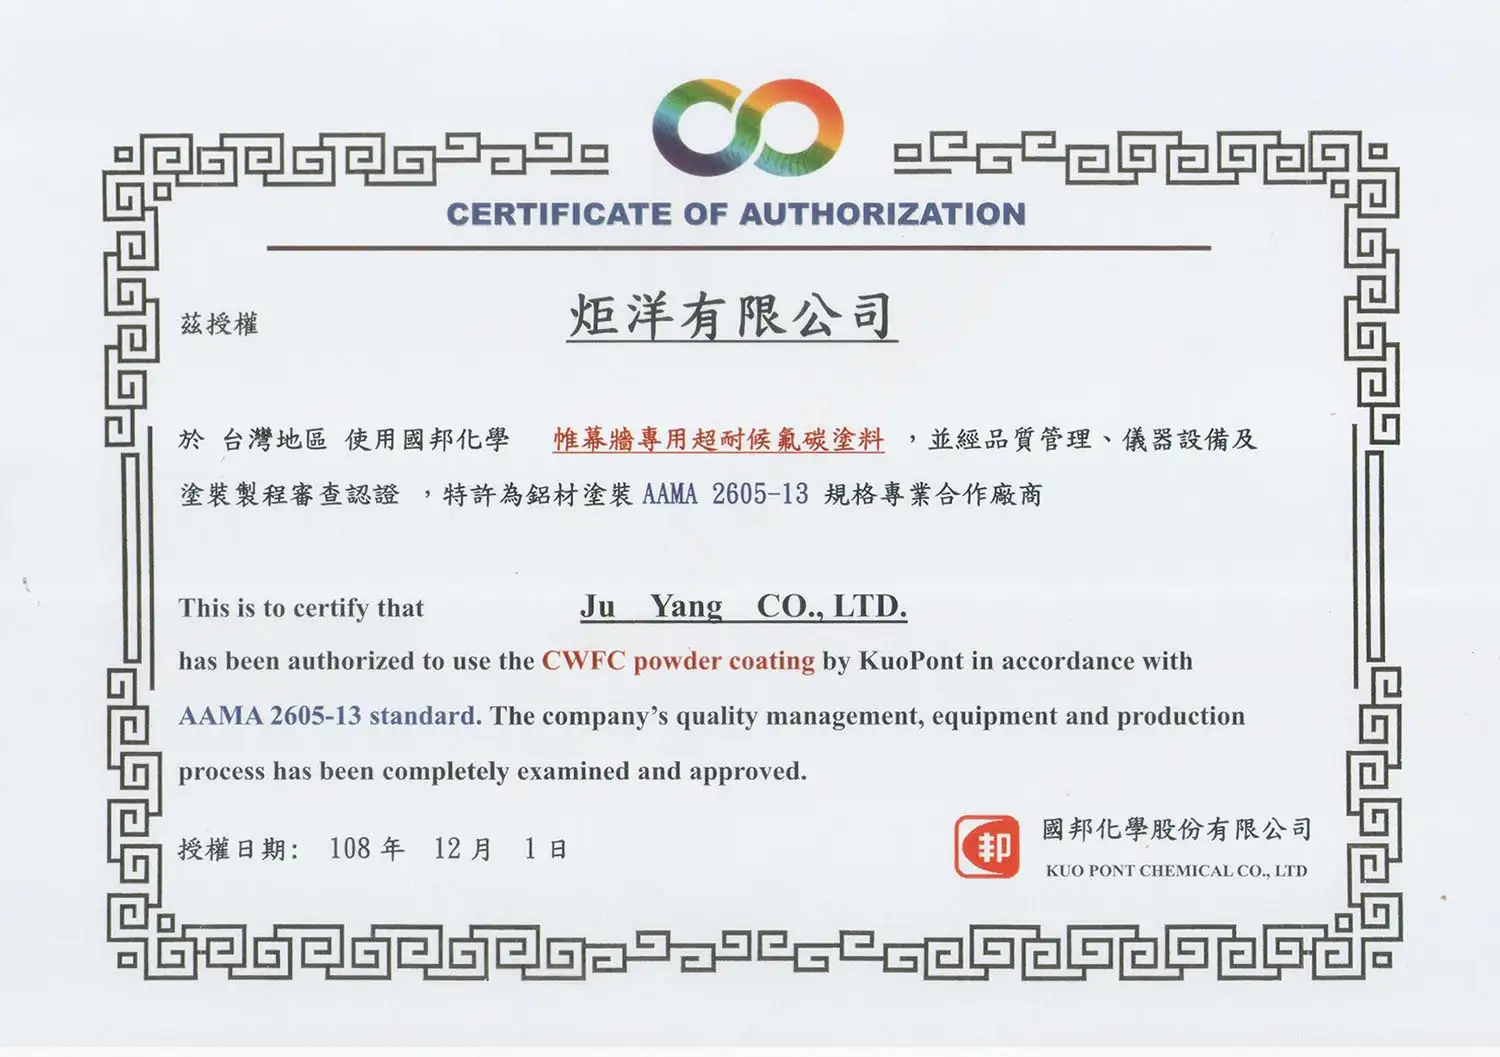 CERTIFICATE OF AUTHORIZATION
茲授權 炬洋有限公司
於 台灣地區 使用國邦化學 帷幕牆專用超耐候氟碳塗料 ，並經品質管理、儀器設備及
塗裝製程審查認證 ，特許為鋁材塗裝 AAMA 2605-13 規格專業合作廠商
This is to certify that Ju Yang CO., LTD.
has been authorized to use the CWFC powder coating by KuoPont in accordance with
AAMA 2605-13 standard. The company’s quality management, equipment and production
process has been completely examined and approved.
授權日期: 108 年 12 月 1 日
邦
國邦化學股份有限公司
KUO PONT CHEMICAL CO., LTD